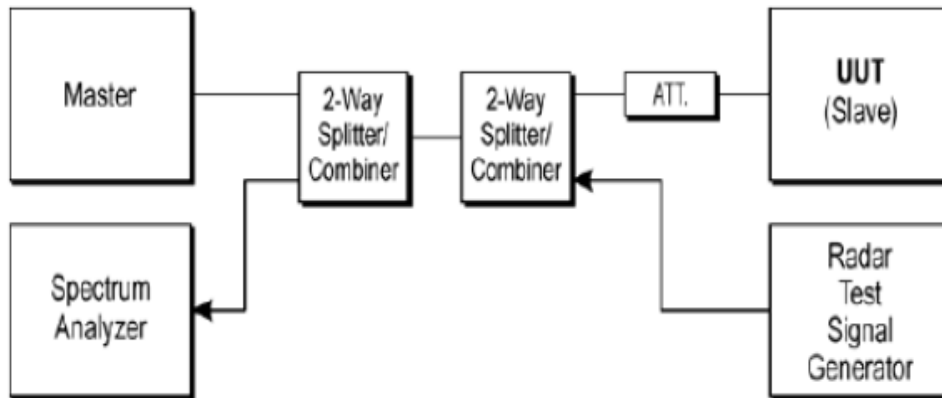 Master
2-Way
Splitter/
Combiner
2-Way
Splitter/
Combiner
ATT.
UUT
(Slave)
Spectrum
Analyzer
Radar
Test
Signal
Generator